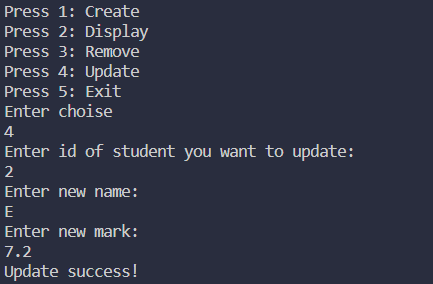 Press 1: Create
Press 2: Display
Press 3: Remove
Press 4: Update
Press 5: Exit
Enter choise
4
Enter id of student you want to update:
2
Enter new name:
E
Enter new mark:
7.2
Update success!